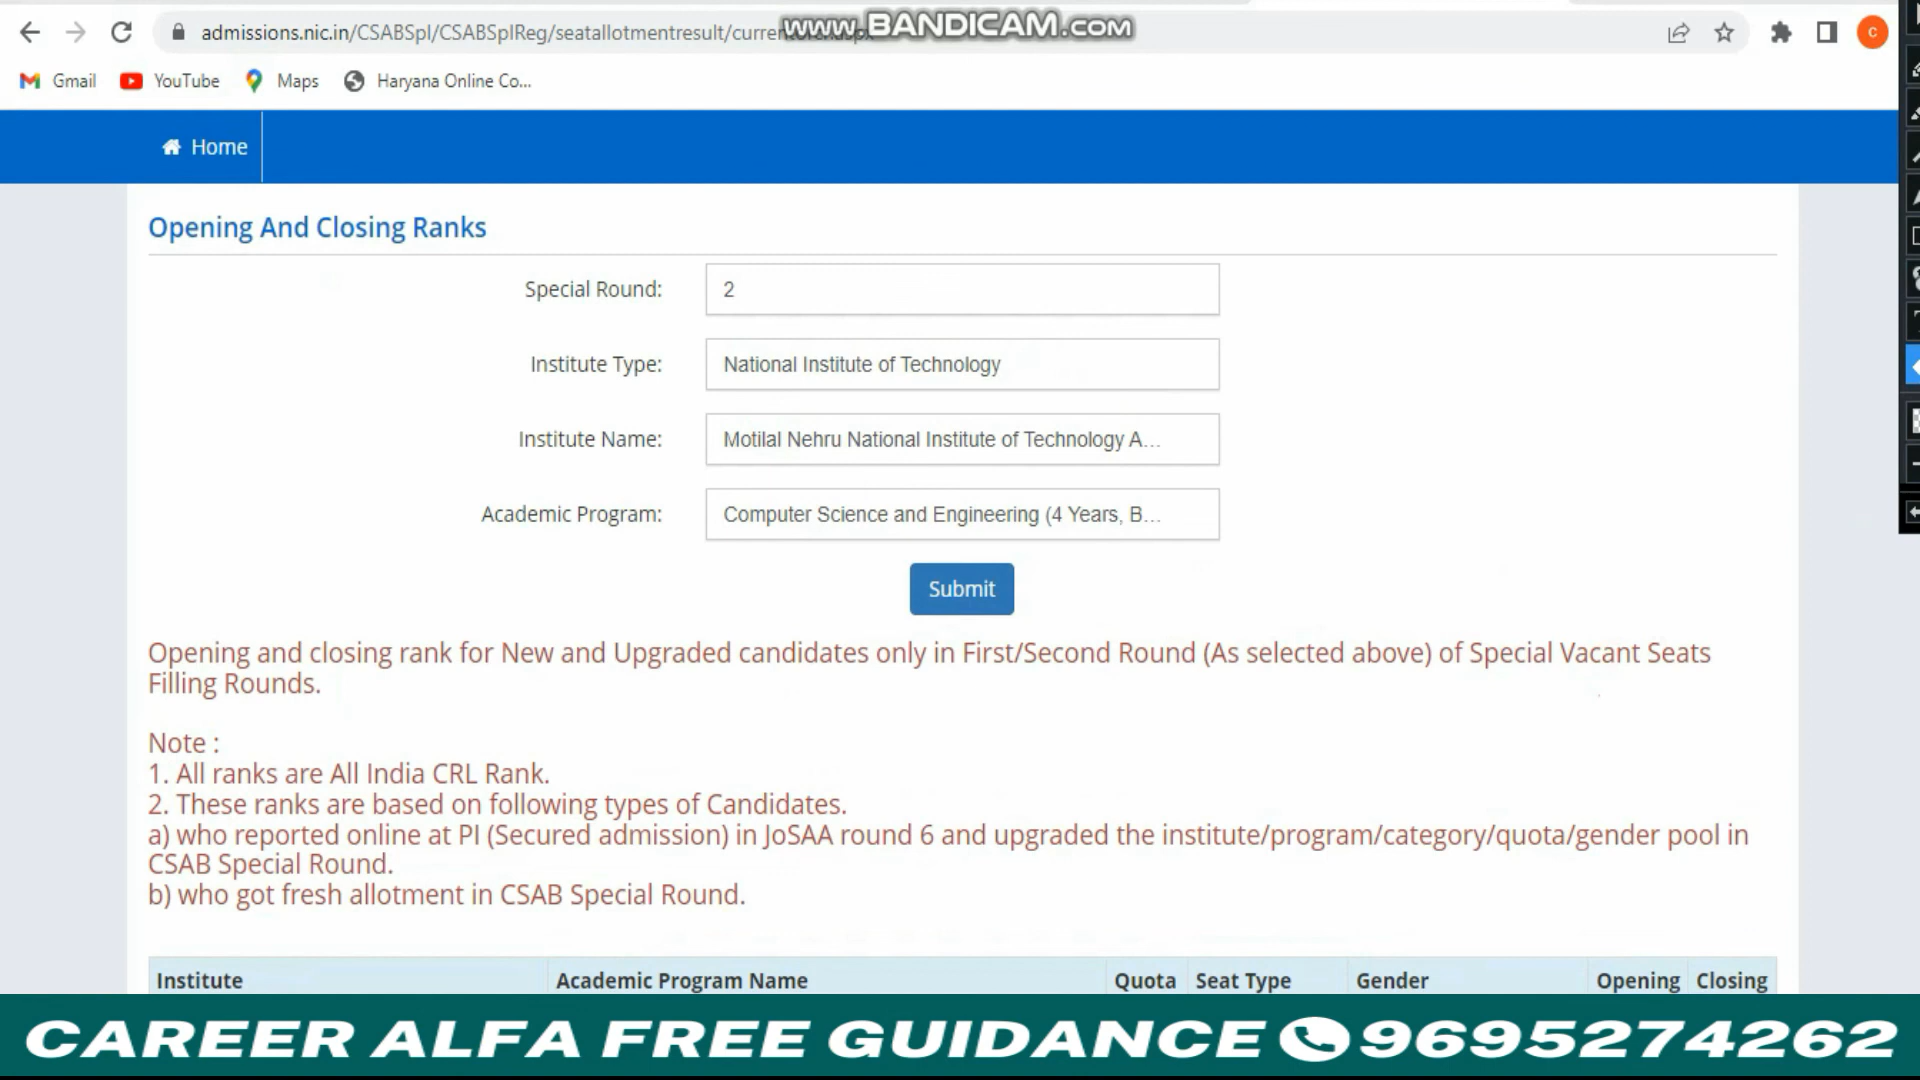 admissions.nic.in/CSABSpl/CSABSplReg/seatallotmentresult/curren
www.BANDICAM.com
C
Gmail
YouTube
Maps
Haryana Online Co...
Home
Opening And Closing Ranks
Special Round: 2
Institute Type: National Institute of Technology
Institute Name: Motilal Nehru National Institute of Technology A...
Academic Program: Computer Science and Engineering (4 Years, B...
Submit
Opening and closing rank for New and Upgraded candidates only in First/Second Round (As selected above) of Special Vacant Seats
Filling Rounds.
Note :
1. All ranks are All India CRL Rank.
2. These ranks are based on following types of Candidates.
a) who reported online at PI (Secured admission) in JoSAA round 6 and upgraded the institute/program/category/quota/gender pool in
CSAB Special Round.
b) who got fresh allotment in CSAB Special Round.
Institute Academic Program Name Quota Seat Type Gender Opening Closing
CAREER ALFA FREE GUIDANCE 9695274262